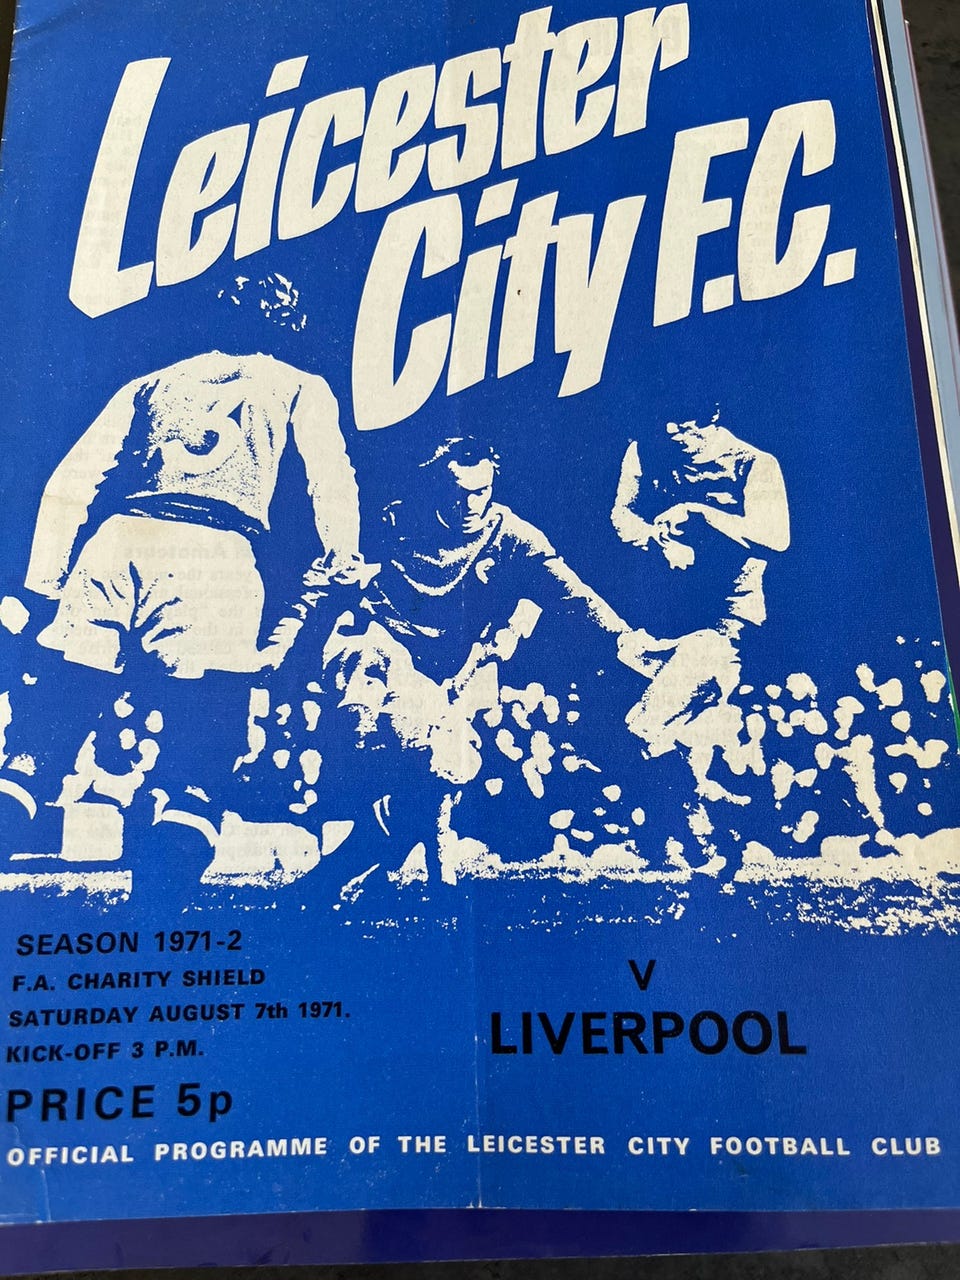 Leicester
City F.C.
3
SEASON 1971-2
F.A. CHARITY SHIELD
SATURDAY AUGUST 7th 1971.
KICK-OFF 3 P.M.
PRICE 5p
V
LIVERPOOL
OFFICIAL PROGRAMME OF THE LEICESTER CITY FOOTBALL CLUB